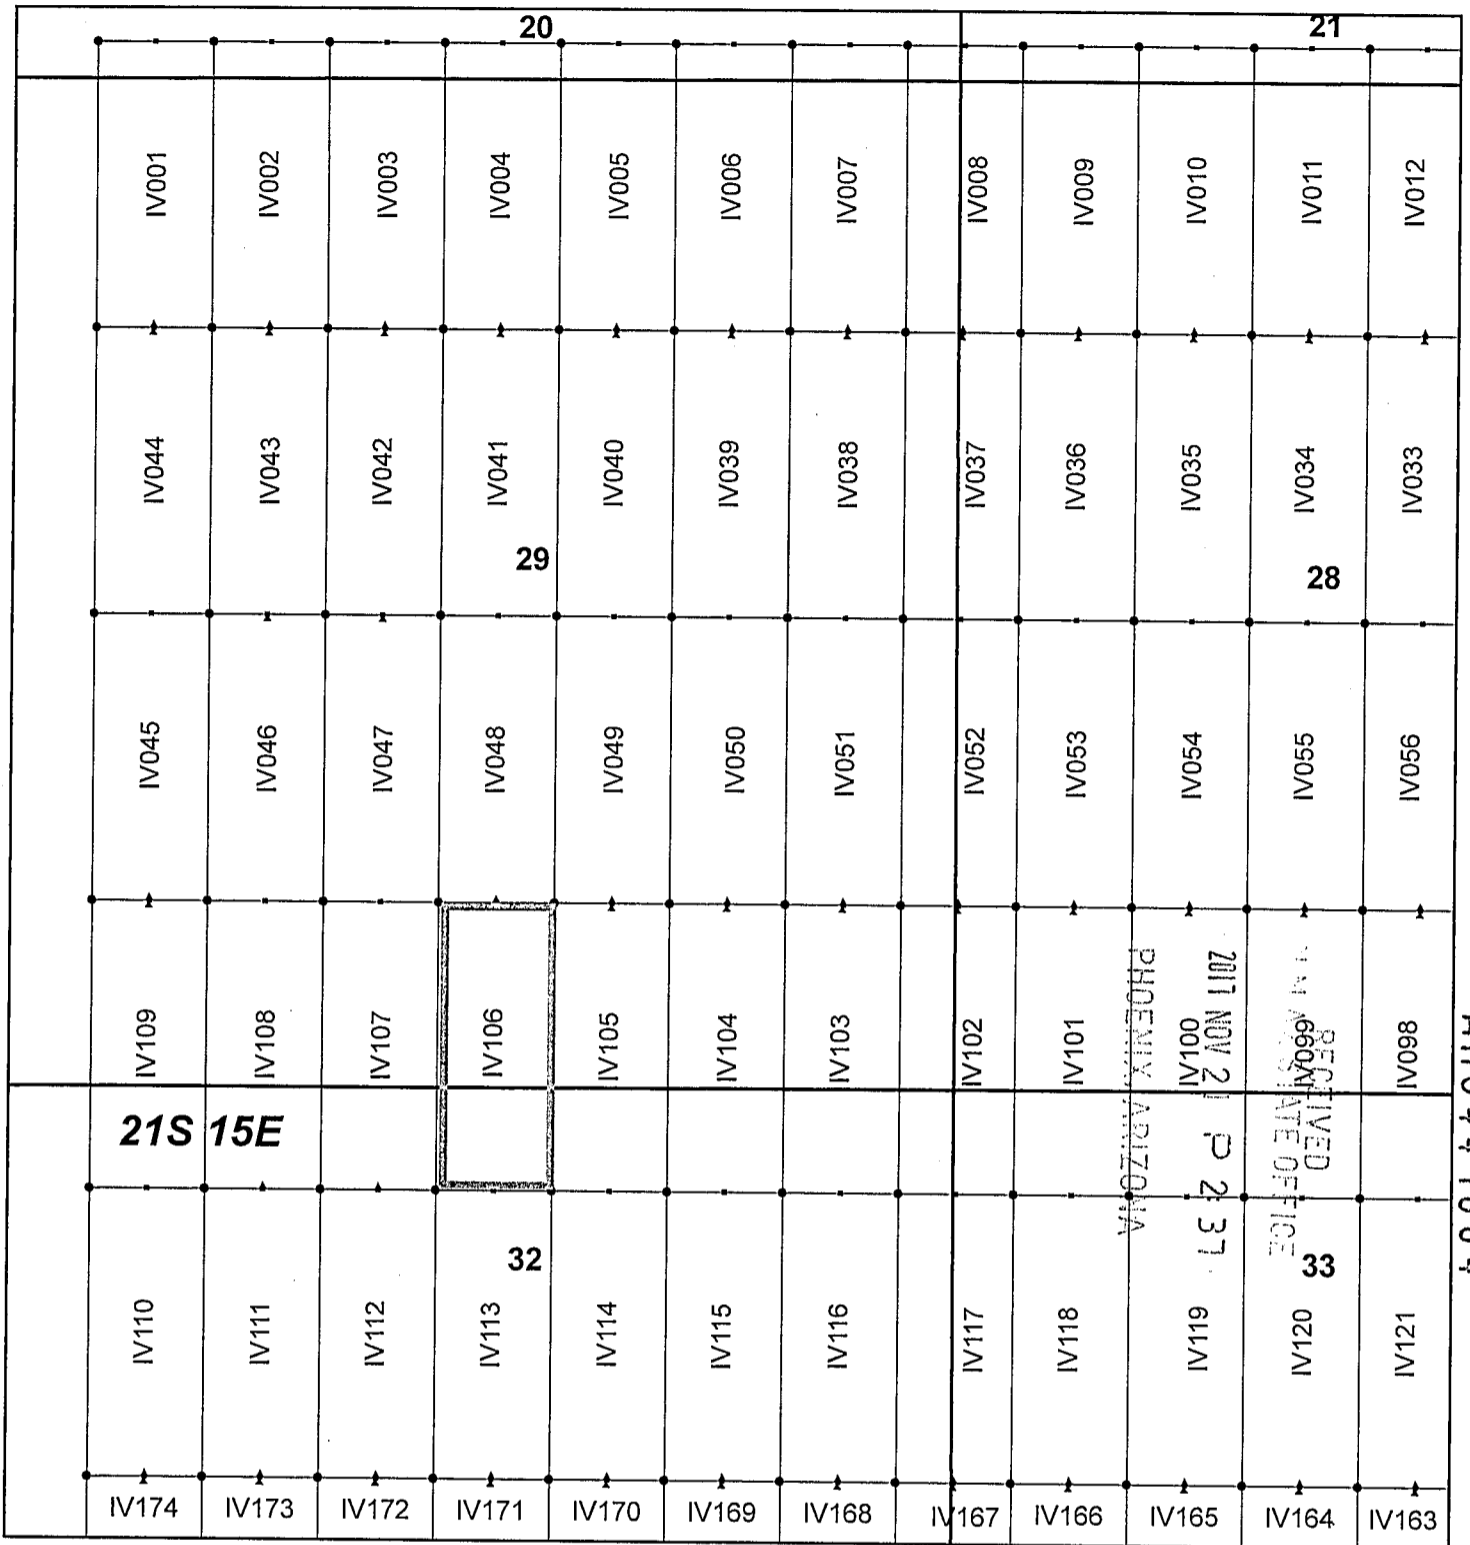 20 21
IV001 IV002 IV003 IV004 IV005 IV006 IV007 IV008 IV009 IV010 IV011 IV012
IV044 IV043 IV042 IV041 IV040 IV039 IV038 IV037 IV036 IV035 IV034 IV033
29 28
IV045 IV046 IV047 IV048 IV049 IV050 IV051 IV052 IV053 IV054 IV055 IV056
IV109 IV108 IV107 IV106 IV105 IV104 IV103 IV102 IV101 IV100 IV099 IV098
RECEIVED
STATE OFFICE
2017 NOV 21 P 2:37
PHOENIX, ARIZONA
21S 15E
32 33
IV110 IV111 IV112 IV113 IV114 IV115 IV116 IV117 IV118 IV119 IV120 IV121
IV174 IV173 IV172 IV171 IV170 IV169 IV168 IV167 IV166 IV165 IV164 IV163